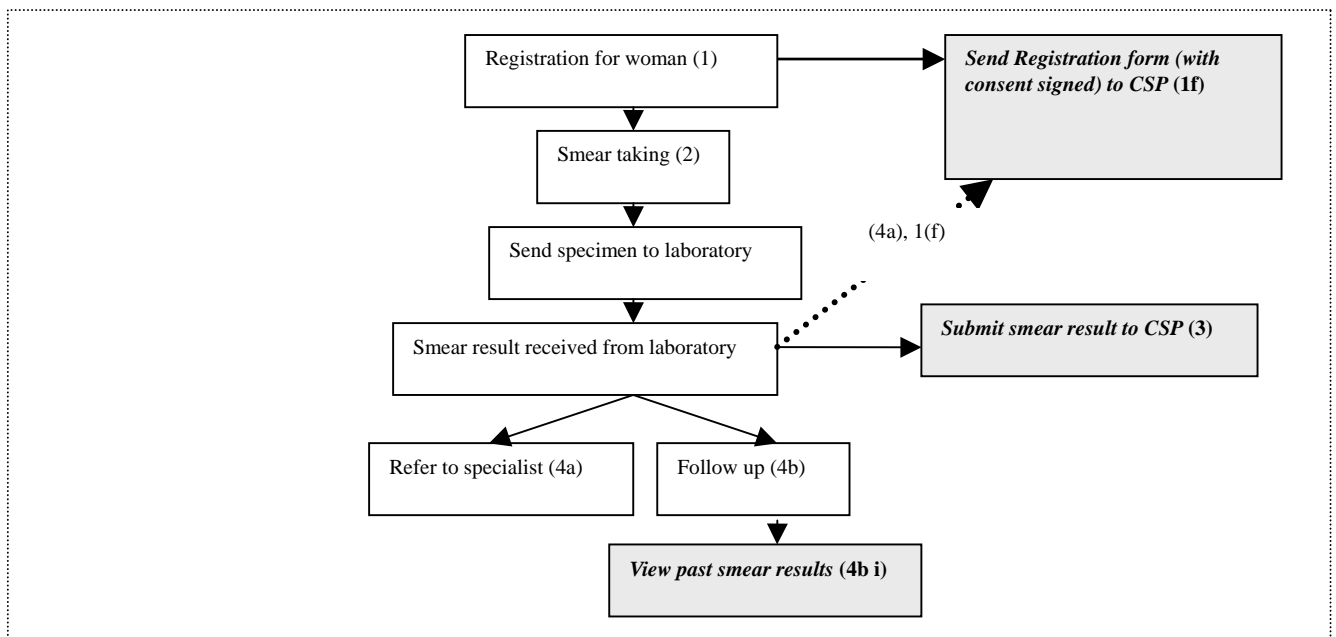 Registration for woman (1)
Send Registration form (with
consent signed) to CSP (1f)
Smear taking (2)
(4a), 1(f)
Send specimen to laboratory
Submit smear result to CSP (3)
Smear result received from laboratory
Refer to specialist (4a)
Follow up (4b)
View past smear results (4b i)